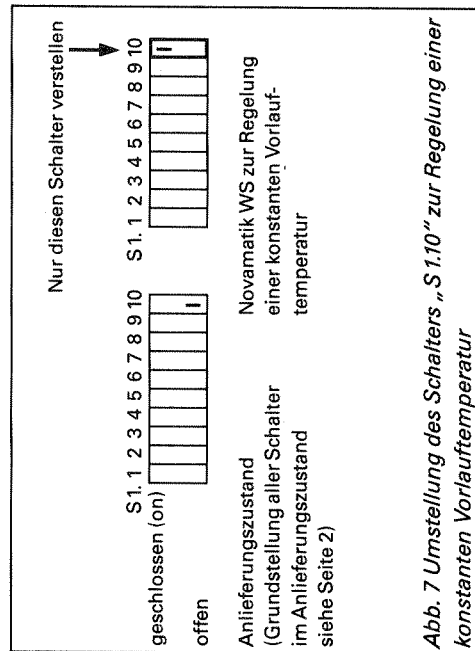 Nur diesen Schalter verstellen
S1. 1 2 3 4 5 6 7 8 9 10
S1. 1 2 3 4 5 6 7 8 9 10
geschlossen (on)
offen
Anlieferungszustand
(Grundstellung aller Schalter
im Anlieferungszustand
siehe Seite 2)
Novamatik WS zur Regelung
einer konstanten Vorlauf-
temperatur
Abb. 7 Umstellung des Schalters „S 1.10" zur Regelung einer
konstanten Vorlauftemperatur